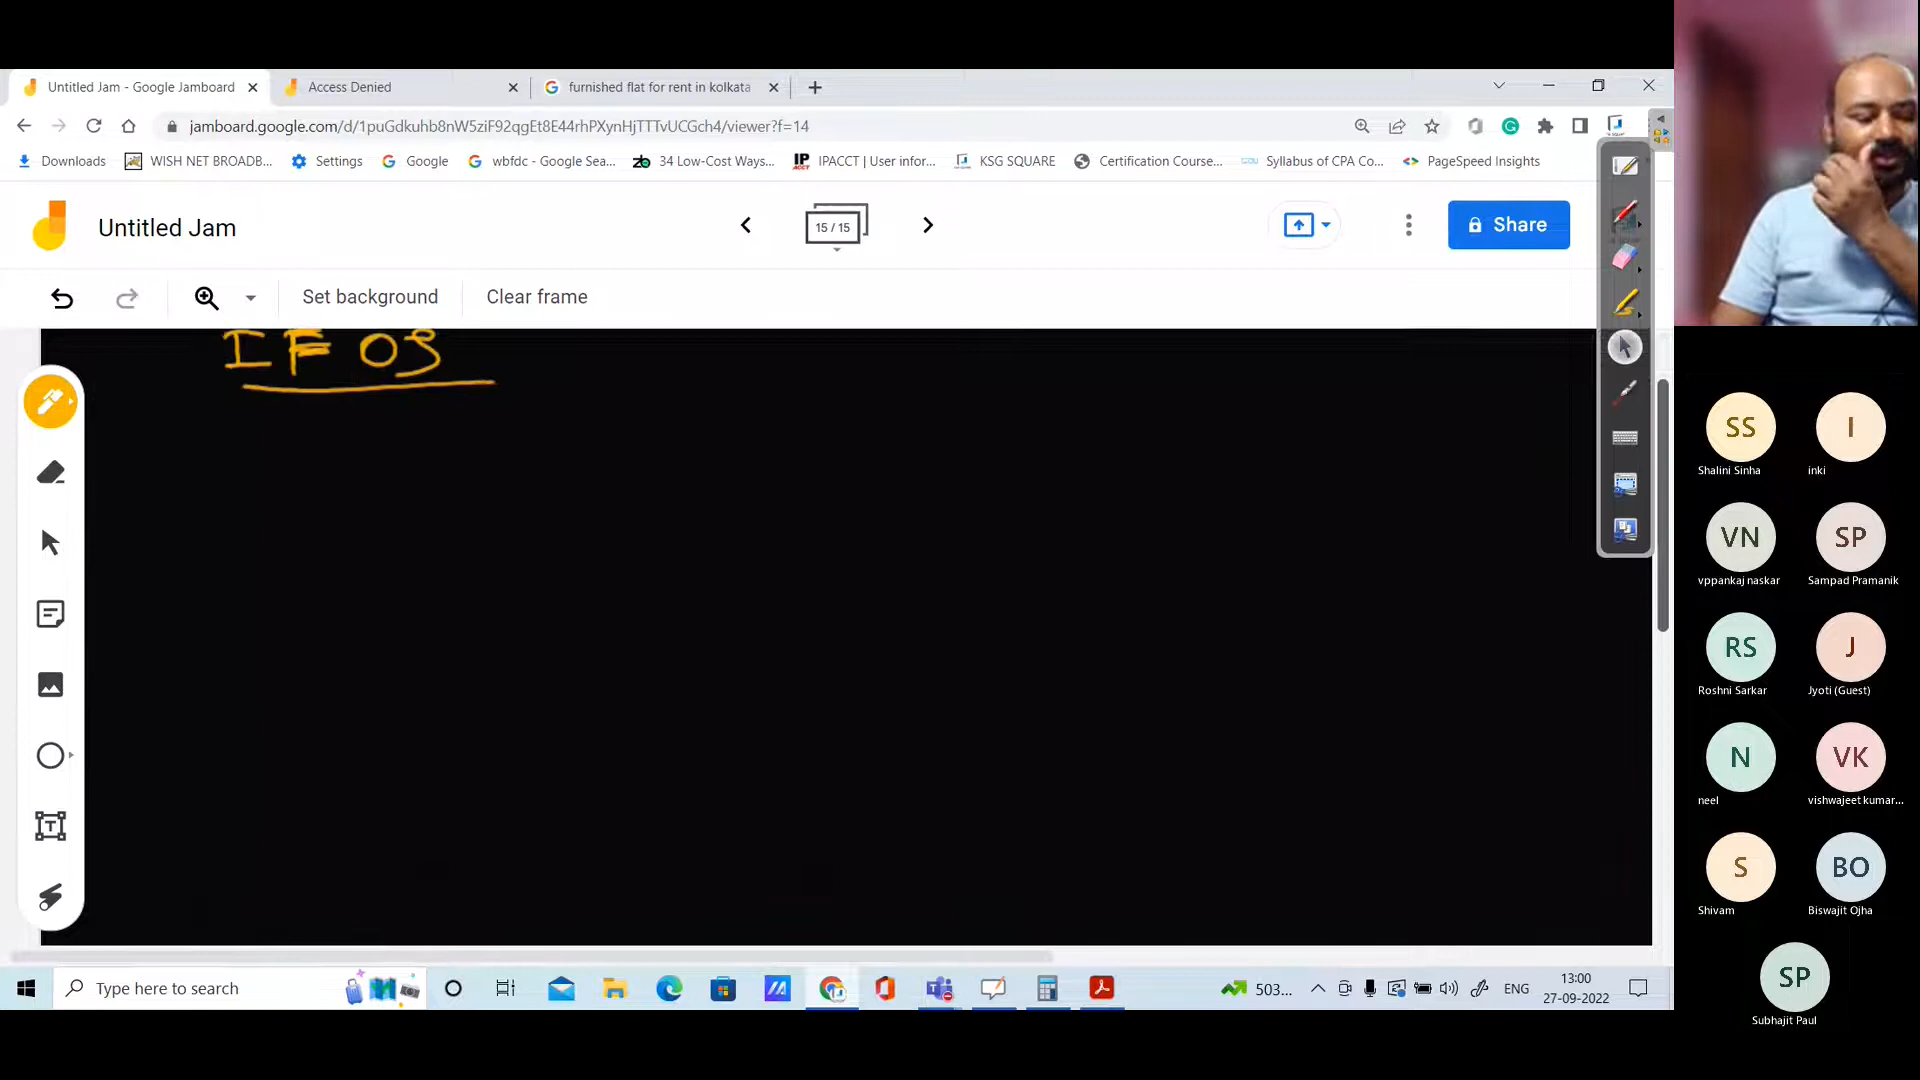 Untitled Jam - Google Jamboard
Access Denied
furnished flat for rent in kolkata
jamboard.google.com/d/1puGdkuhb8nW5ziF92qgEt8E44rhPXynHjTTTvUCGch4/viewer?f=14
Downloads
WISH NET BROADB...
Settings
Google
wbfdc - Google Sea...
34 Low-Cost Ways...
IPACCT | User infor...
KSG SQUARE
Certification Course...
Syllabus of CPA Co...
PageSpeed Insights
Untitled Jam
15 / 15
Share
Set background
Clear frame
IF 03
SS
Shalini Sinha
I
inki
VN
vppankaj naskar
SP
Sampad Pramanik
RS
Roshni Sarkar
J
Jyoti (Guest)
N
neel
VK
vishwajeet kumar...
S
Shivam
BO
Biswajit Ojha
SP
Subhajit Paul
Type here to search
503...
ENG
13:00
27-09-2022